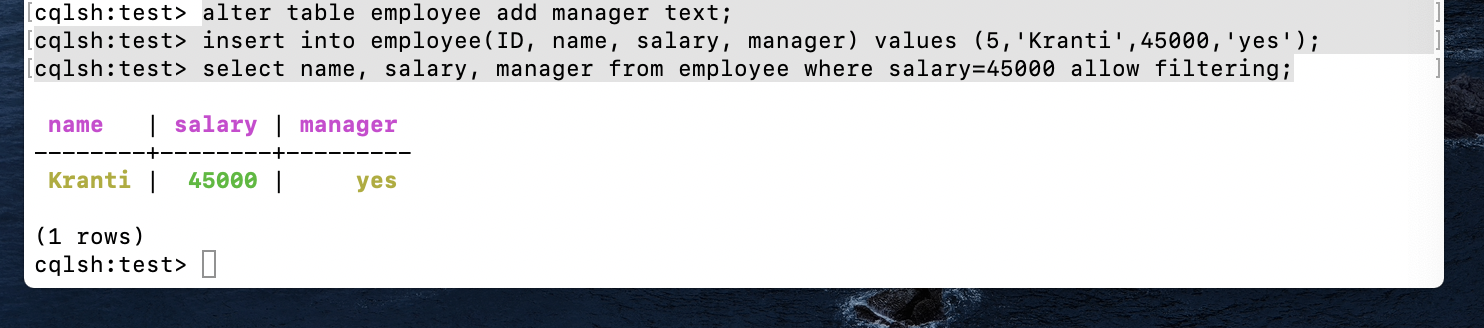 [cqlsh:test> alter table employee add manager text; ]
[cqlsh:test> insert into employee(ID, name, salary, manager) values (5,'Kranti',45000,'yes'); ]
[cqlsh:test> select name, salary, manager from employee where salary=45000 allow filtering; ]
name | salary | manager
--------+--------+---------
Kranti | 45000 | yes
(1 rows)
cqlsh:test>